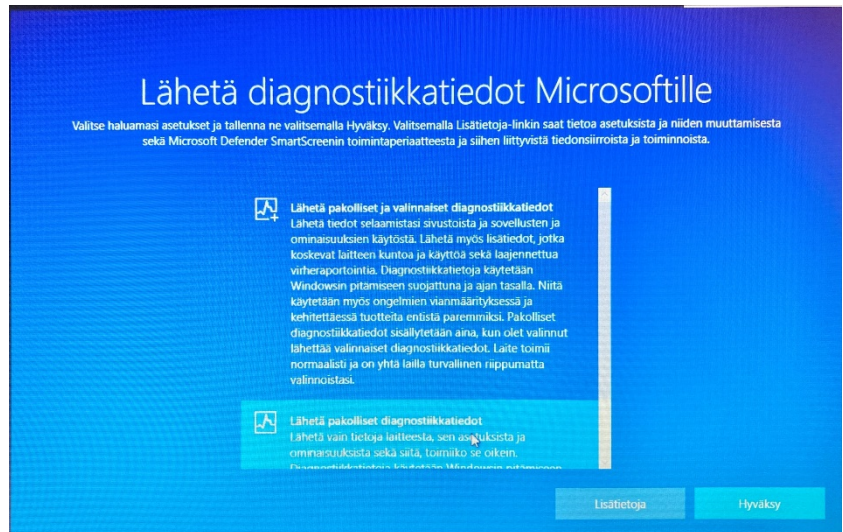 Lähetä diagnostiikkatiedot Microsoftille
Valitse haluamasi asetukset ja tallenna ne valitsemalla Hyväksy. Valitsemalla Lisätietoja-linkin saat tietoa asetuksista ja niiden muuttamisesta
sekä Microsoft Defender SmartScreenin toimintaperiaatteesta ja siihen liittyvistä tiedonsiirroista ja toiminnoista.
Lähetä pakolliset ja valinnaiset diagnostiikkatiedot
Lähetä tiedot selaamistasi sivustoista ja sovellusten ja
ominaisuuksien käytöstä. Lähetä myös lisätiedot, jotka
koskevat laitteen kuntoa ja käyttöä sekä laajennettua
virheraportointia. Diagnostiikkatietoja käytetään
Windowsin pitämiseen suojattuna ja ajan tasalla. Niitä
käytetään myös ongelmien vianmäärityksessä ja
kehitettäessä tuotteita entistä paremmiksi. Pakolliset
diagnostiikkatiedot sisällytetään aina, kun olet valinnut
lähettää valinnaiset diagnostiikkatiedot. Laite toimii
normaalisti ja on yhtä lailla turvallinen riippumatta
valinnoistasi.
Lähetä pakolliset diagnostiikkatiedot
Lähetä vain tietoja laitteesta, sen asetuksista ja
ominaisuuksista sekä siitä, toimiiko se oikein.
Diagnostiikkatietoja käytetään Windowsin pitämiseen
Lisätietoja
Hyväksy